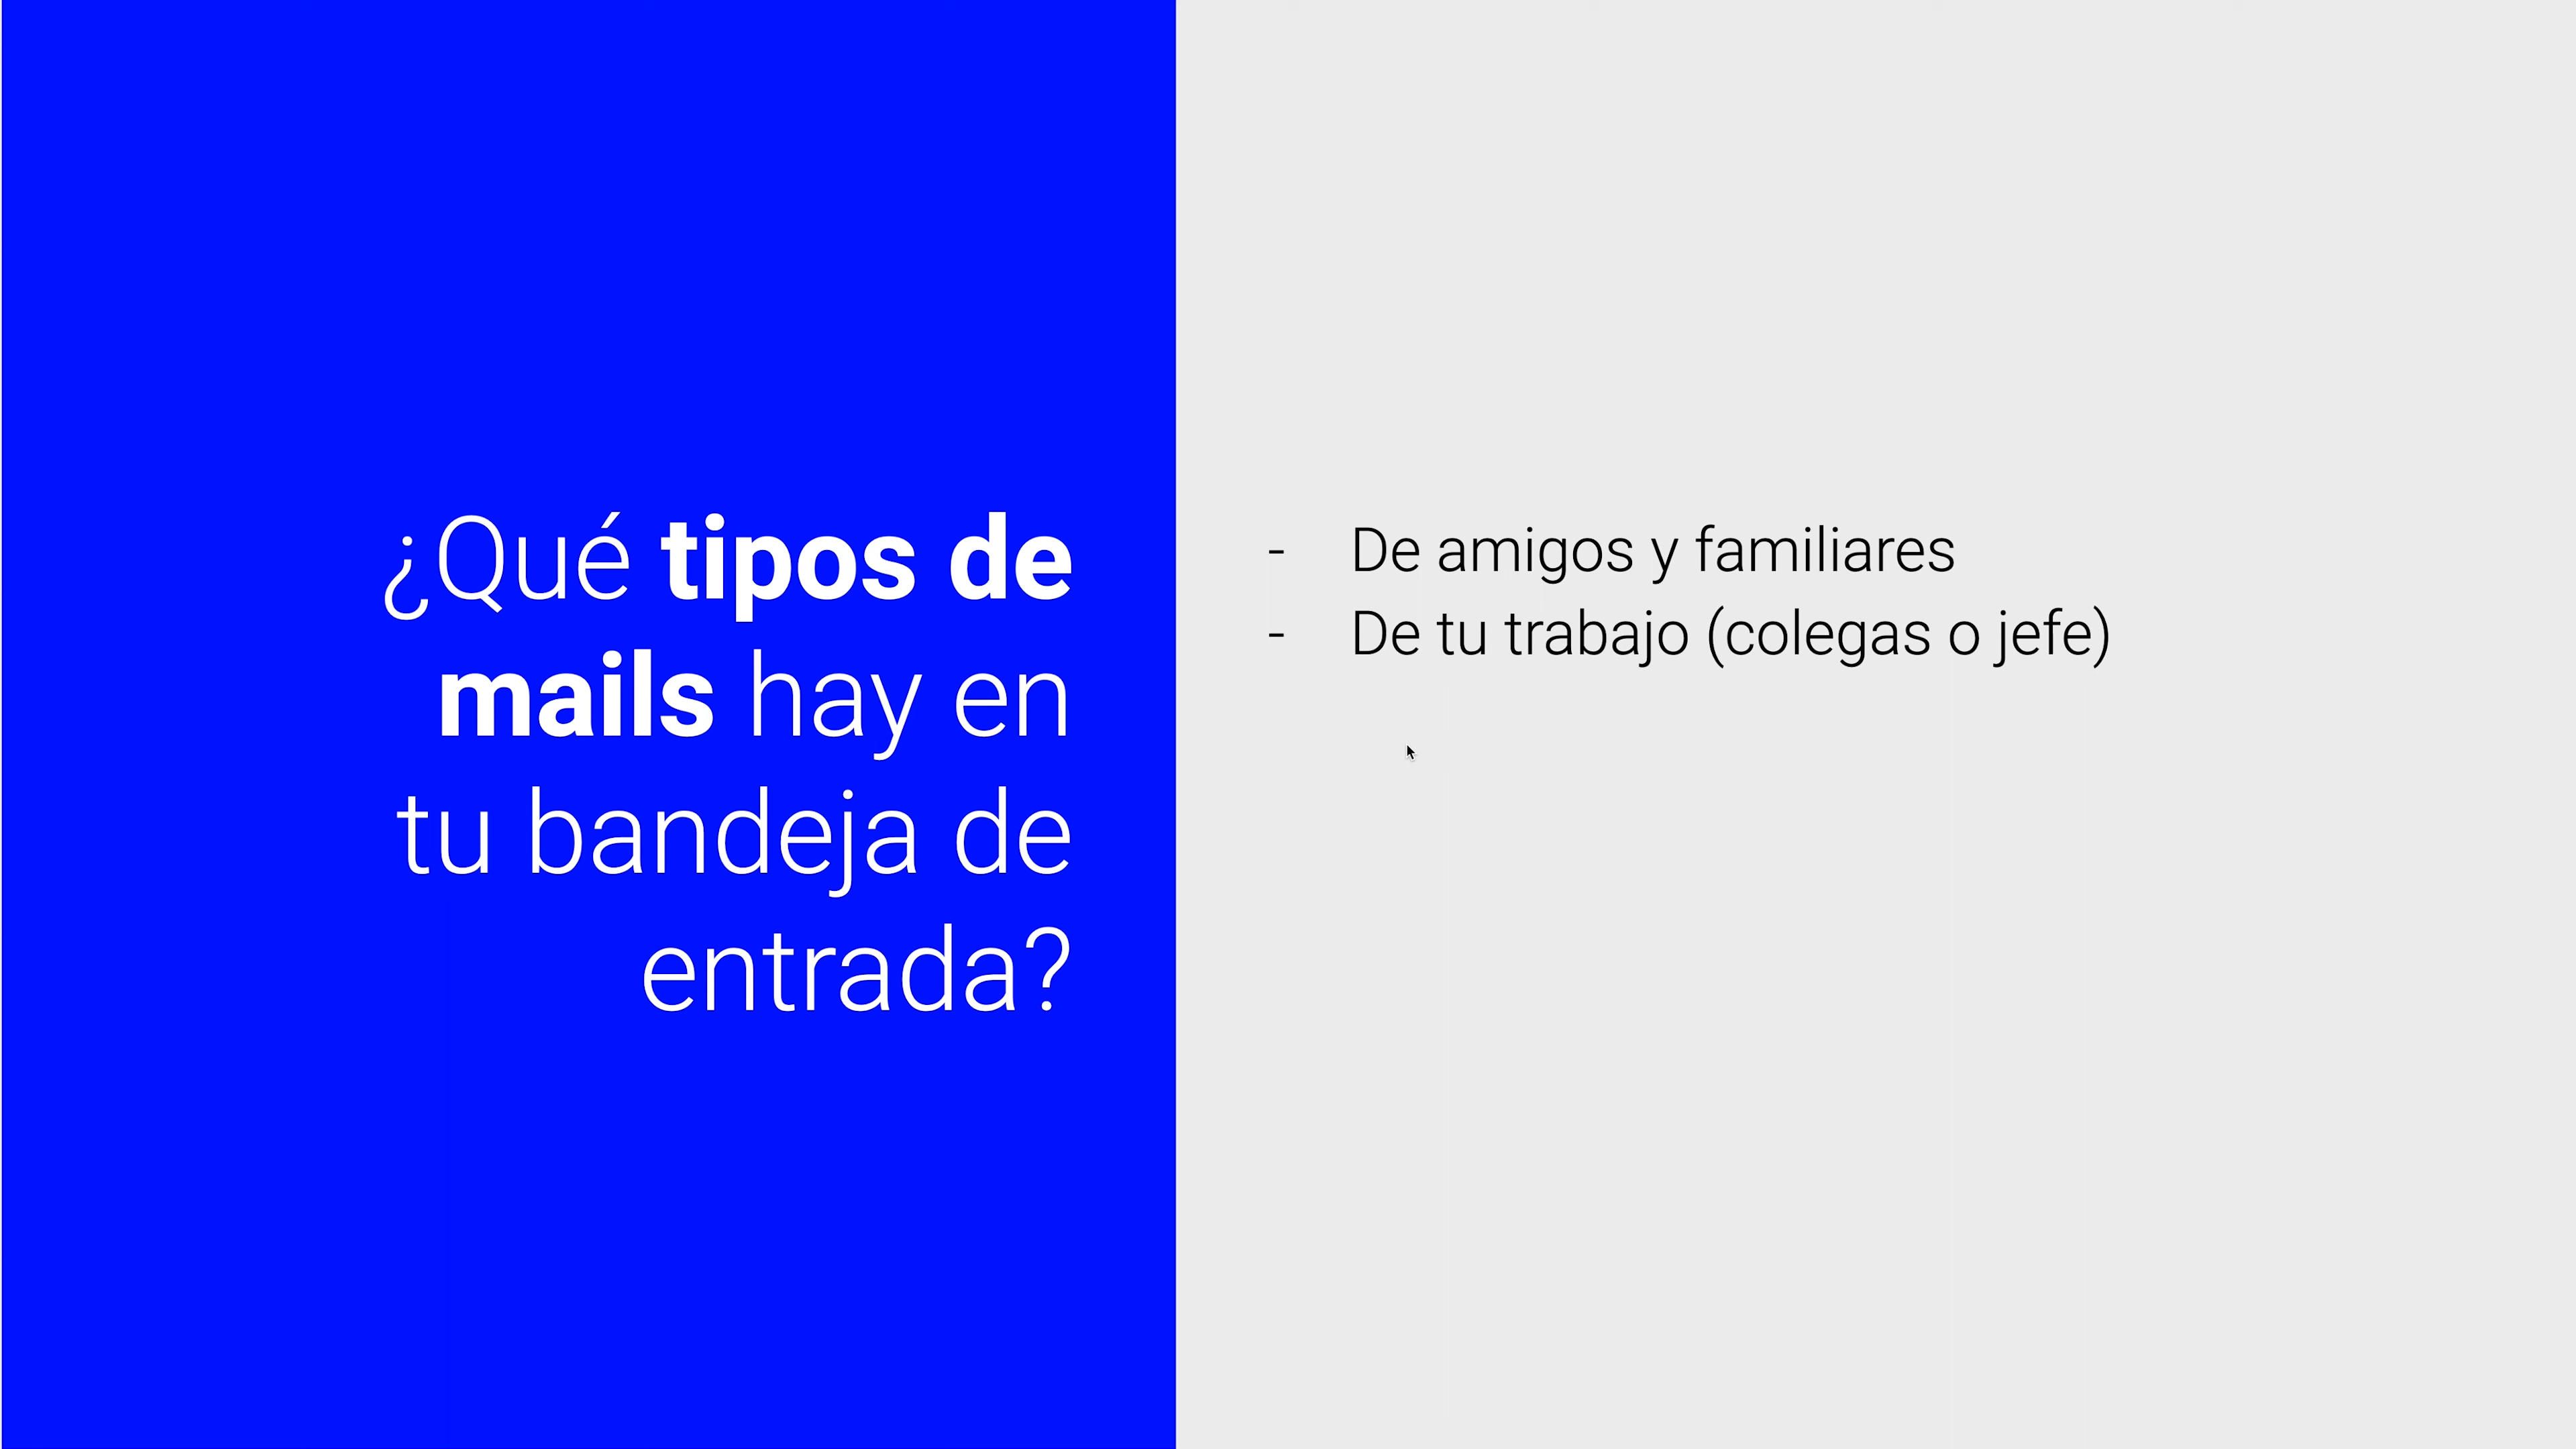 ¿Qué tipos de
mails hay en
tu bandeja de
entrada?
- De amigos y familiares
- De tu trabajo (colegas o jefe)